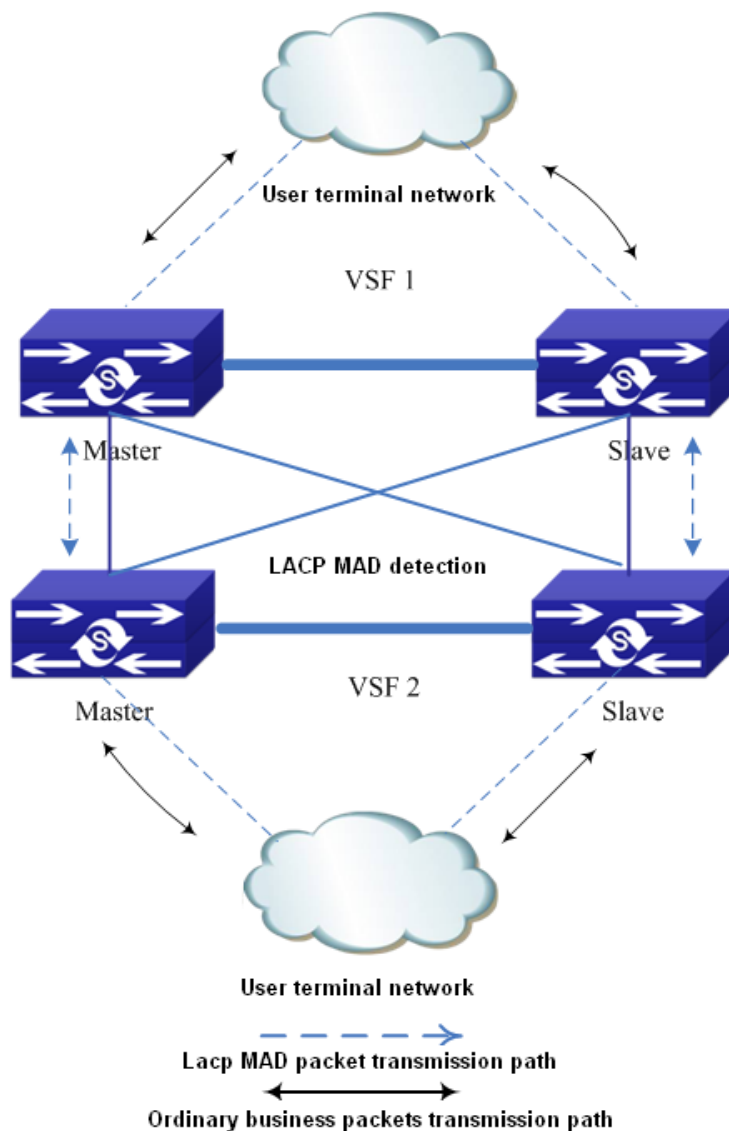 User terminal network
VSF 1
S
S
Master
Slave
LACP MAD detection
S
S
VSF 2
Master
Slave
User terminal network
Lacp MAD packet transmission path
Ordinary business packets transmission path